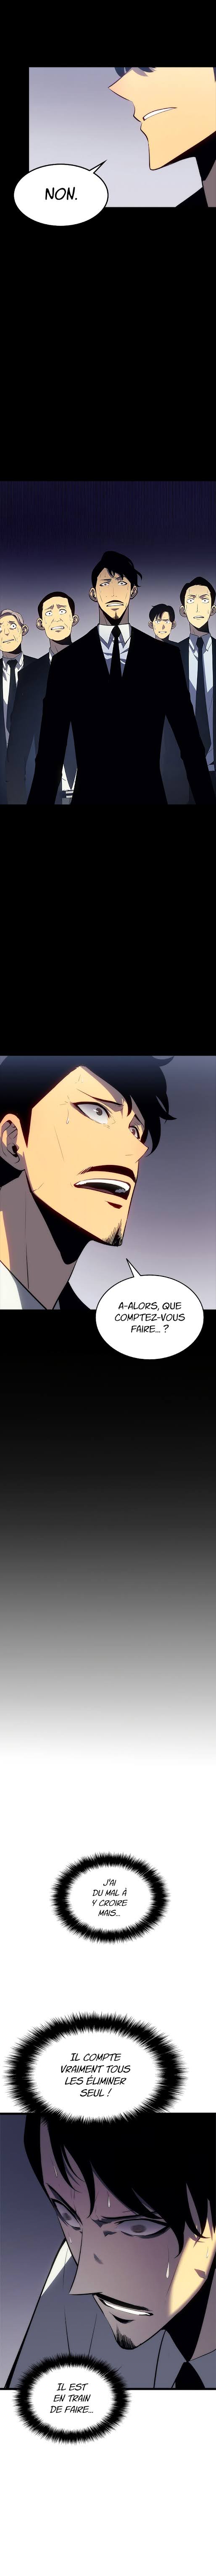 NON.
A-ALORS, QUE
COMPTEZ-VOUS
FAIRE... ?
J'AI
DU MAL À
Y CROIRE
MAIS...
IL COMPTE
VRAIMENT TOUS
LES ÉLIMINER
SEUL !
IL EST
EN TRAIN
DE FAIRE...